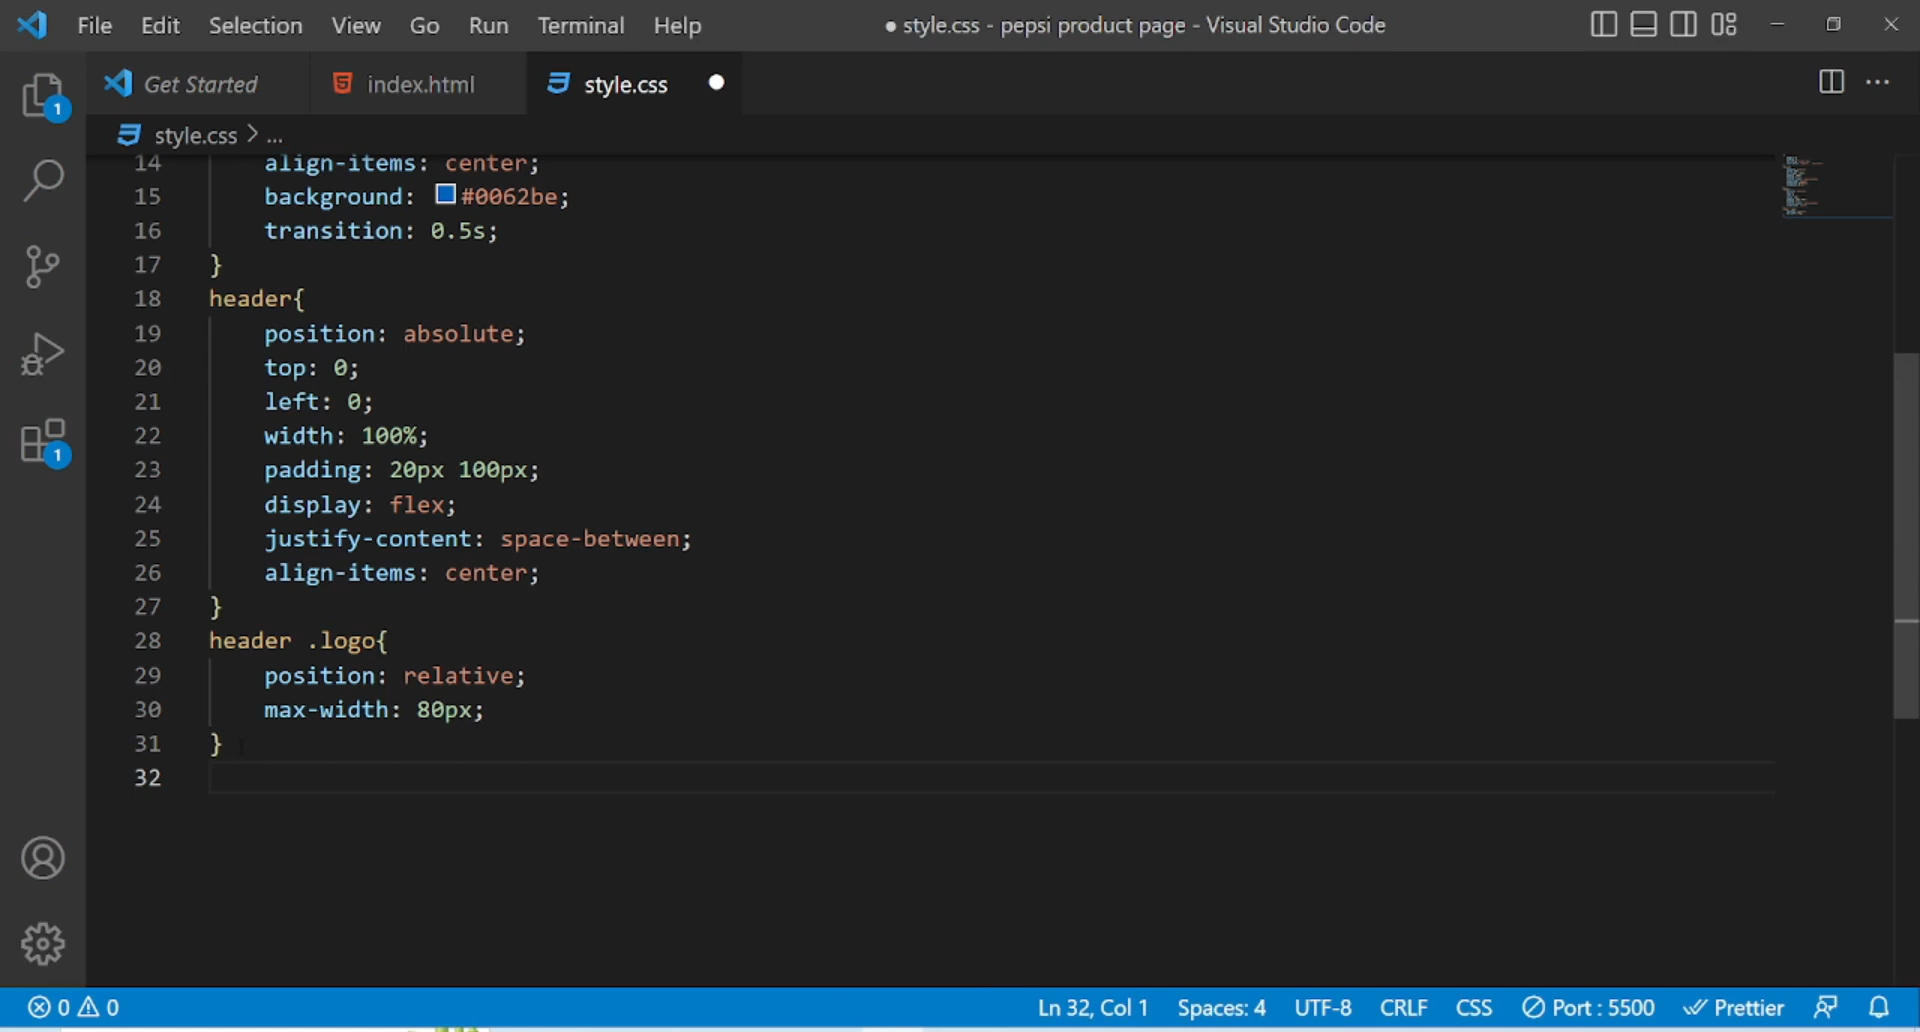 File Edit Selection View Go Run Terminal Help ● style.css - pepsi product page - Visual Studio Code
Get Started index.html style.css
style.css > ...
14 align-items: center;
15 background: #0062be;
16 transition: 0.5s;
17 }
18 header{
19 position: absolute;
20 top: 0;
21 left: 0;
22 width: 100%;
23 padding: 20px 100px;
24 display: flex;
25 justify-content: space-between;
26 align-items: center;
27 }
28 header .logo{
29 position: relative;
30 max-width: 80px;
31 }
32
1
1
0 0 Ln 32, Col 1 Spaces: 4 UTF-8 CRLF CSS Port : 5500 Prettier